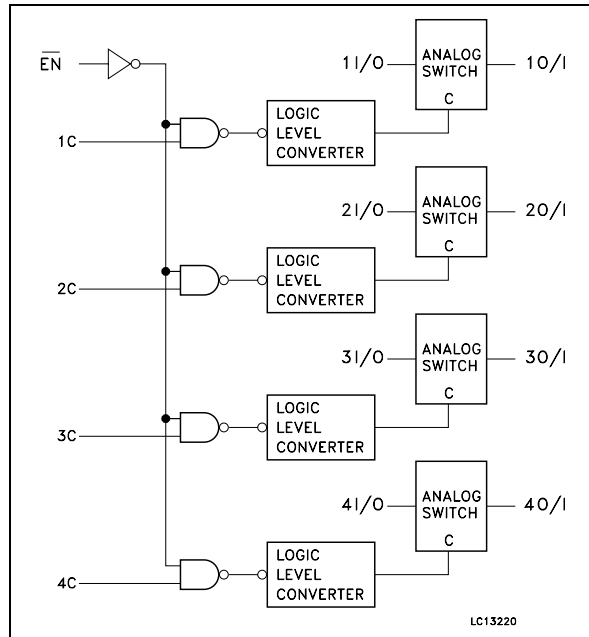 EN
1C
LOGIC
LEVEL
CONVERTER
1I/O
ANALOG
SWITCH
C
1O/I
2C
LOGIC
LEVEL
CONVERTER
2I/O
ANALOG
SWITCH
C
2O/I
3C
LOGIC
LEVEL
CONVERTER
3I/O
ANALOG
SWITCH
C
3O/I
4C
LOGIC
LEVEL
CONVERTER
4I/O
ANALOG
SWITCH
C
4O/I
LC13220